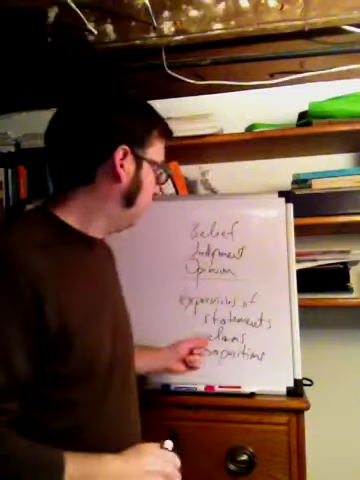 Belief
Judgment
Opinion
expressions of
statements
claims
propositions